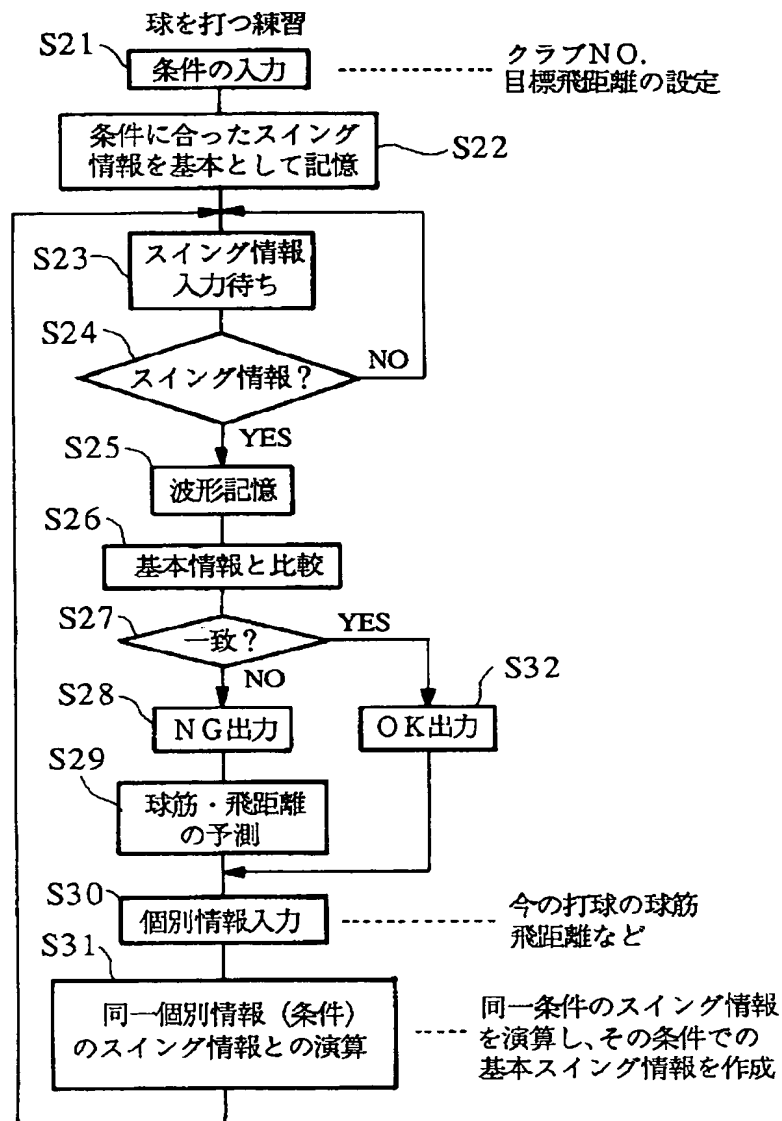 球を打つ練習
S21
条件の入力
クラブNO.
目標飛距離の設定
条件に合ったスイング
情報を基本として記憶
S22
S23
スイング情報
入力待ち
S24
スイング情報？
NO
YES
S25
波形記憶
S26
基本情報と比較
S27
一致？
YES
NO
S28
NG出力
S32
OK出力
S29
球筋・飛距離
の予測
S30
個別情報入力
今の打球の球筋
飛距離など
S31
同一個別情報（条件）
のスイング情報との演算
同一条件のスイング情報
を演算し、その条件での
基本スイング情報を作成